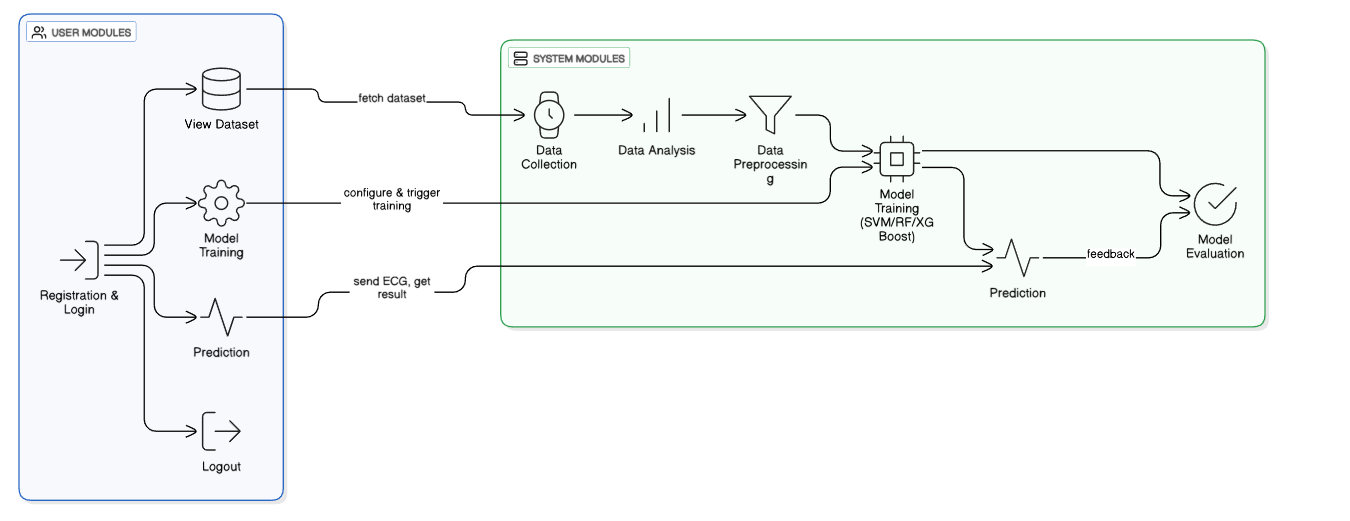 USER MODULES
View Dataset
Model
Training
Registration &
Login
Prediction
Logout
fetch dataset
configure & trigger
training
send ECG, get
result
SYSTEM MODULES
Data
Collection
Data Analysis
Data
Preprocessin
g
Model
Training
(SVM/RF/XG
Boost)
Prediction
feedback
Model
Evaluation